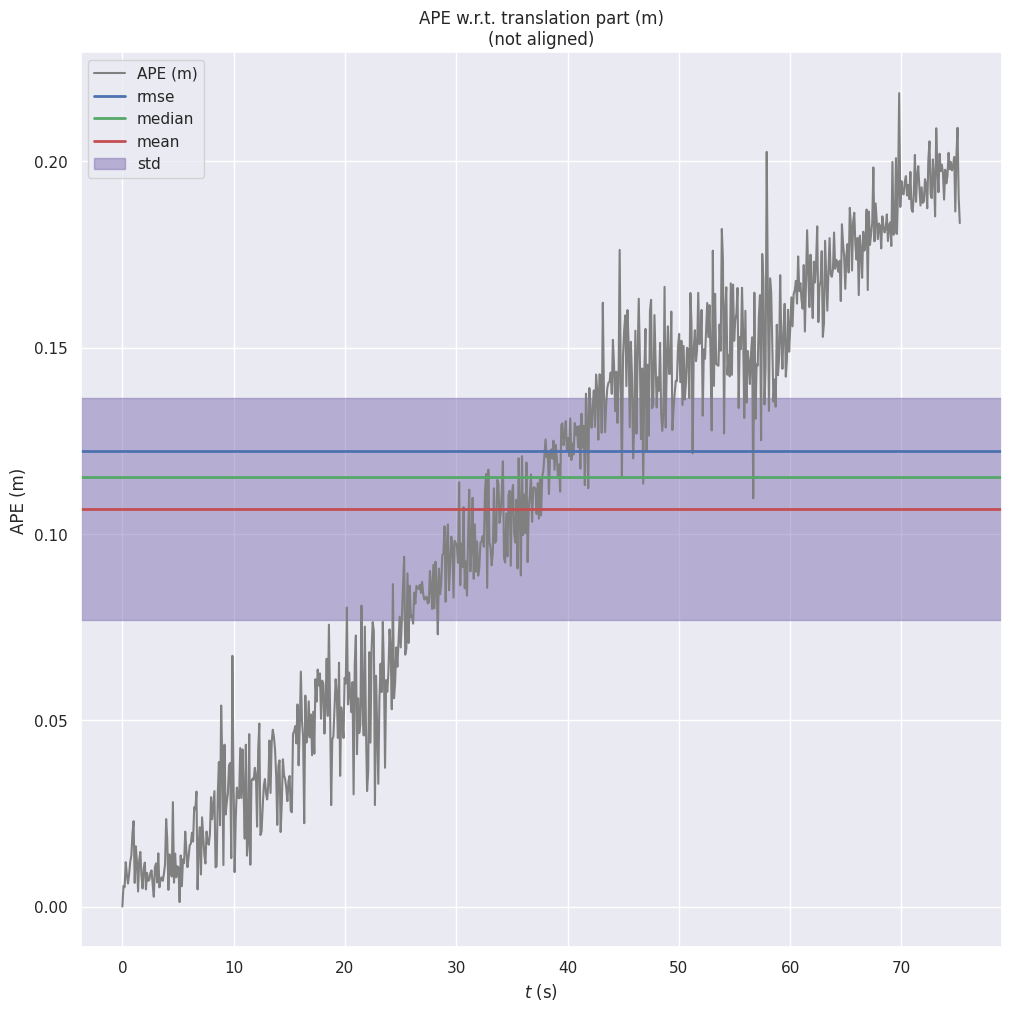 APE w.r.t. translation part (m)
(not aligned)
APE (m)
rmse
median
mean
std
APE (m)
0.20
0.15
0.10
0.05
0.00
0 10 20 30 40 50 60 70
t (s)